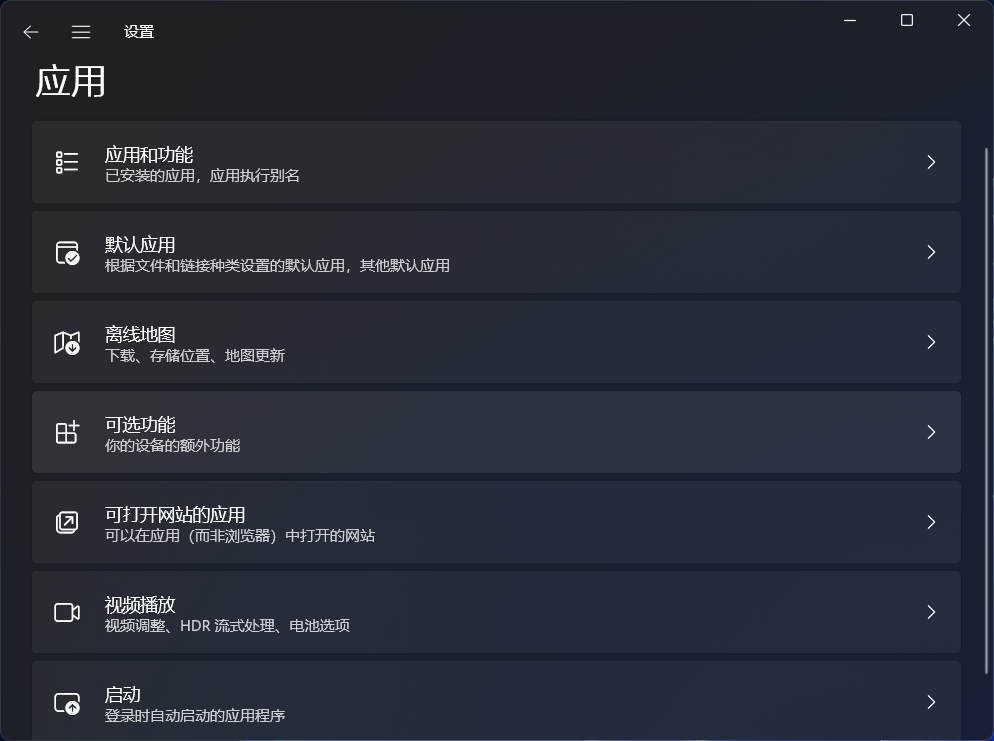 设置
应用
应用和功能
已安装的应用，应用执行别名
默认应用
根据文件和链接种类设置的默认应用，其他默认应用
离线地图
下载、存储位置、地图更新
可选功能
你的设备的额外功能
可打开网站的应用
可以在应用（而非浏览器）中打开的网站
视频播放
视频调整、HDR 流式处理、电池选项
启动
登录时自动启动的应用程序